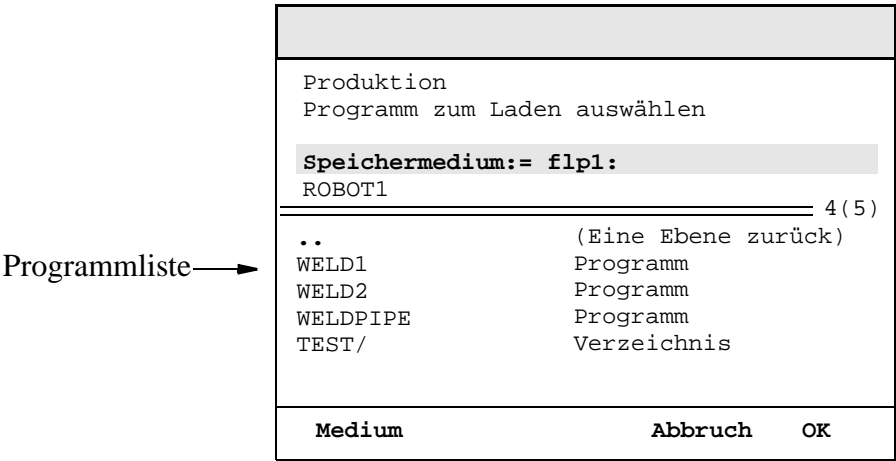 Produktion
Programm zum Laden auswählen
Speichermedium:= flp1:
ROBOT1
4(5)
.. (Eine Ebene zurück)
Programmliste
WELD1 Programm
WELD2 Programm
WELDPIPE Programm
TEST/ Verzeichnis
Medium Abbruch OK